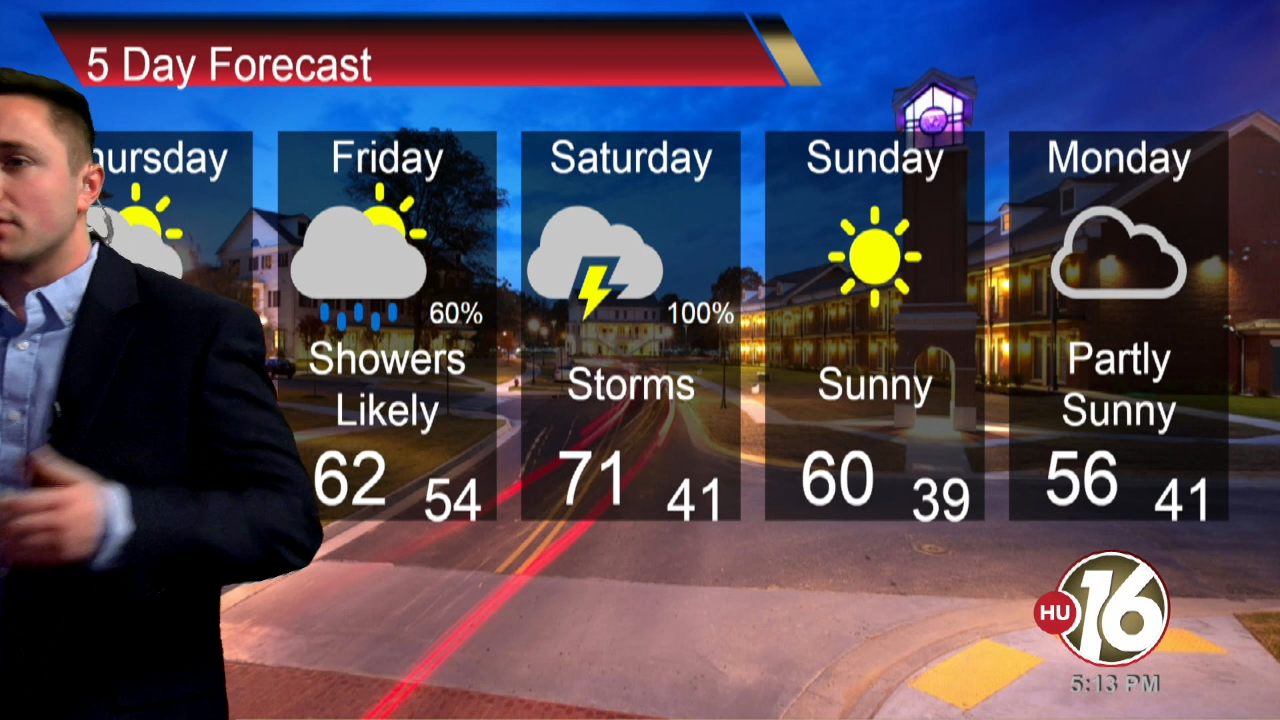 5 Day Forecast
hursday
Friday
Saturday
Sunday
Monday
60%
100%
Showers
Likely
Storms
Sunny
Partly
Sunny
62
54
71
41
60
39
56
41
HU
16
5:13 PM